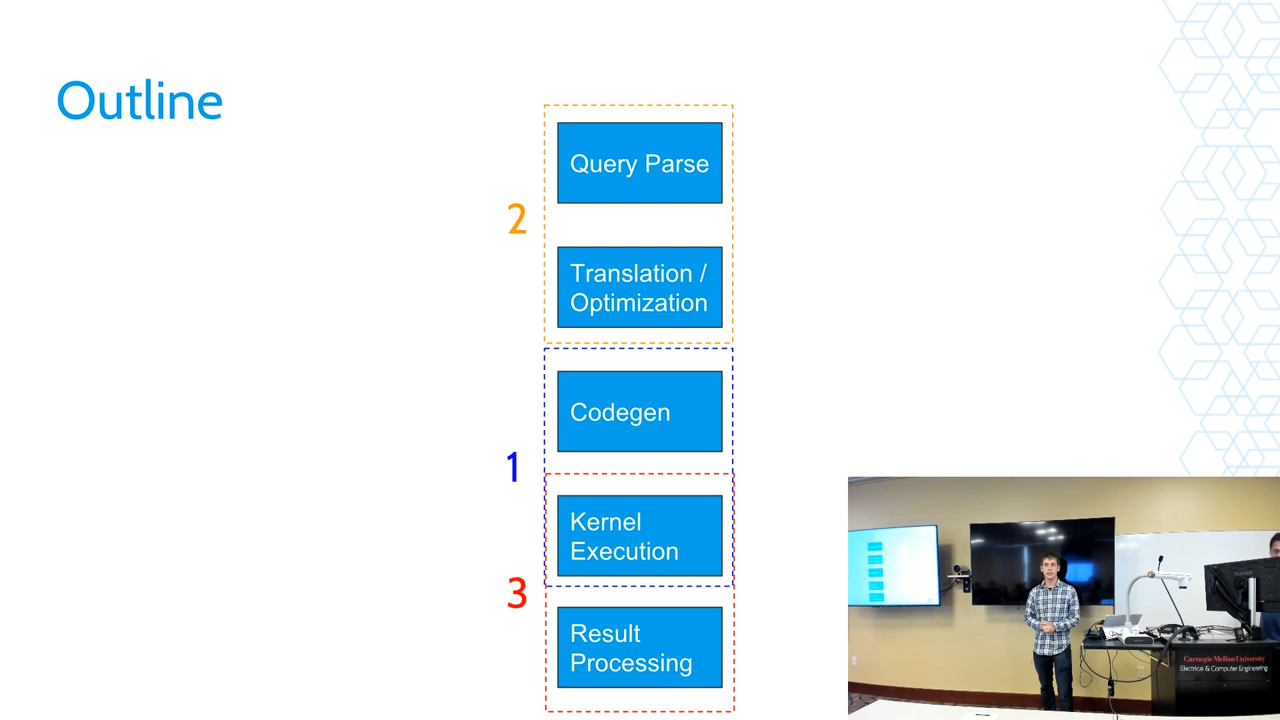 Outline
Query Parse
2
Translation /
Optimization
Codegen
1
Kernel
Execution
3
Result
Processing
Carnegie Mellon University
Electrical & Computer Engineering